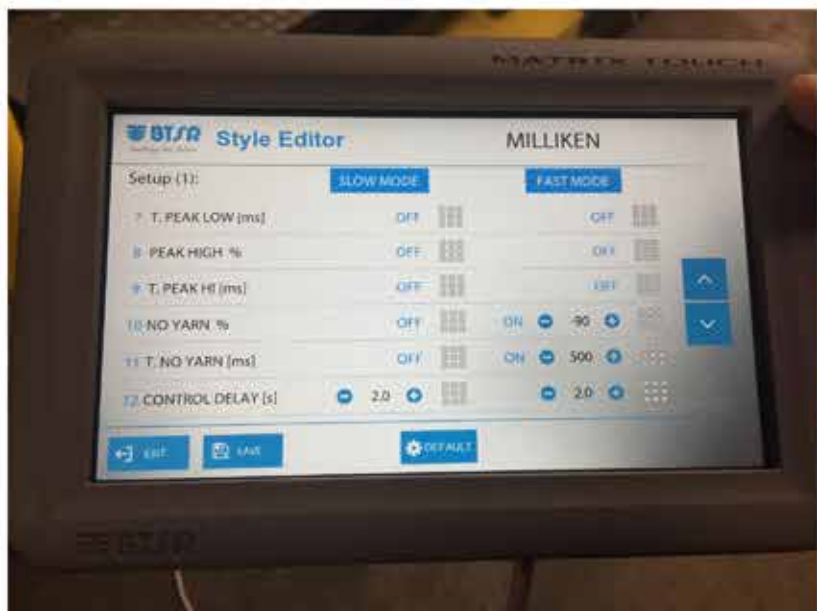 MATRIX TOUCH
BTSR Style Editor MILLIKEN
Setup (1): SLOW MODE FAST MODE
7 T. PEAK LOW [ms] OFF OFF
8 PEAK HIGH % OFF OFF
9 T. PEAK HI [ms] OFF OFF
10 NO YARN % OFF ON -90
11 T. NO YARN [ms] OFF ON 500
12 CONTROL DELAY [s] 2.0 2.0
EXIT SAVE DEFAULT
BTSR